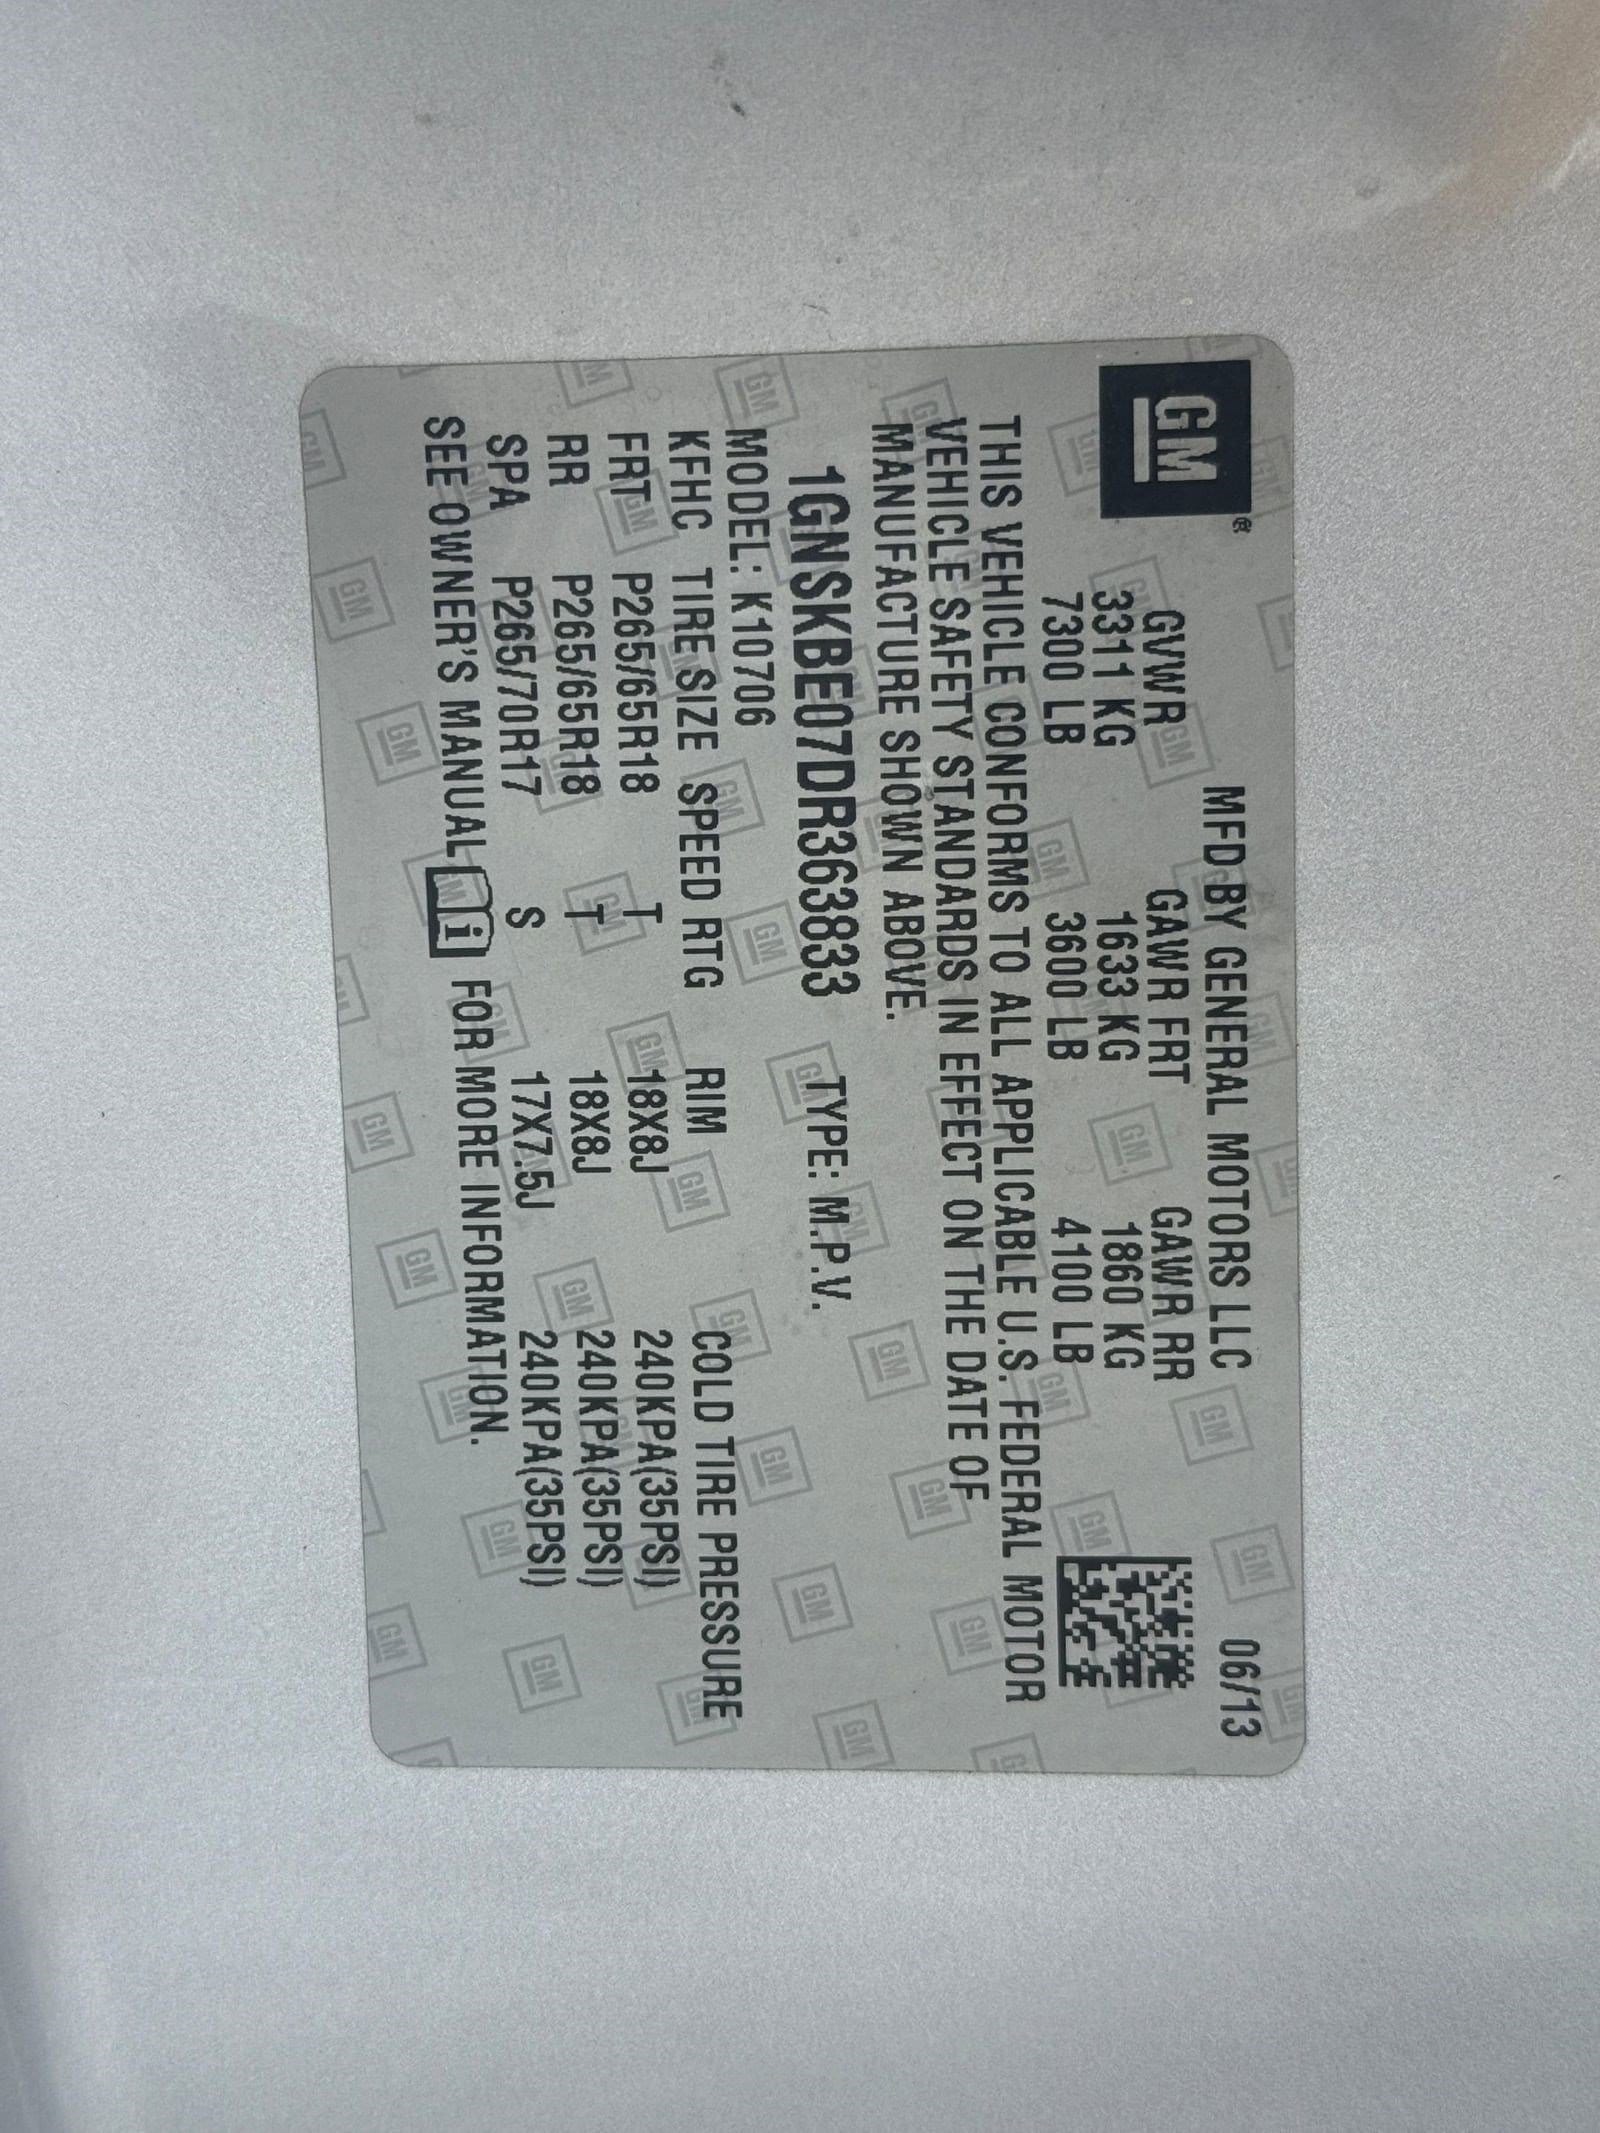 GM®
MFD BY GENERAL MOTORS LLC 06/13
GVWR GAWR FRT GAWR RR
3311 KG 1633 KG 1860 KG
7300 LB 3600 LB 4100 LB
THIS VEHICLE CONFORMS TO ALL APPLICABLE U.S. FEDERAL MOTOR
VEHICLE SAFETY STANDARDS IN EFFECT ON THE DATE OF
MANUFACTURE SHOWN ABOVE.
1GNSKBE07DR363833 TYPE: M.P.V.
MODEL: K10706
KFHC TIRE SIZE SPEED RTG RIM COLD TIRE PRESSURE
FRT P265/65R18 T 18X8J 240KPA(35PSI)
RR P265/65R18 T 18X8J 240KPA(35PSI)
SPA P265/70R17 S 17X7.5J 240KPA(35PSI)
SEE OWNER'S MANUAL i FOR MORE INFORMATION.